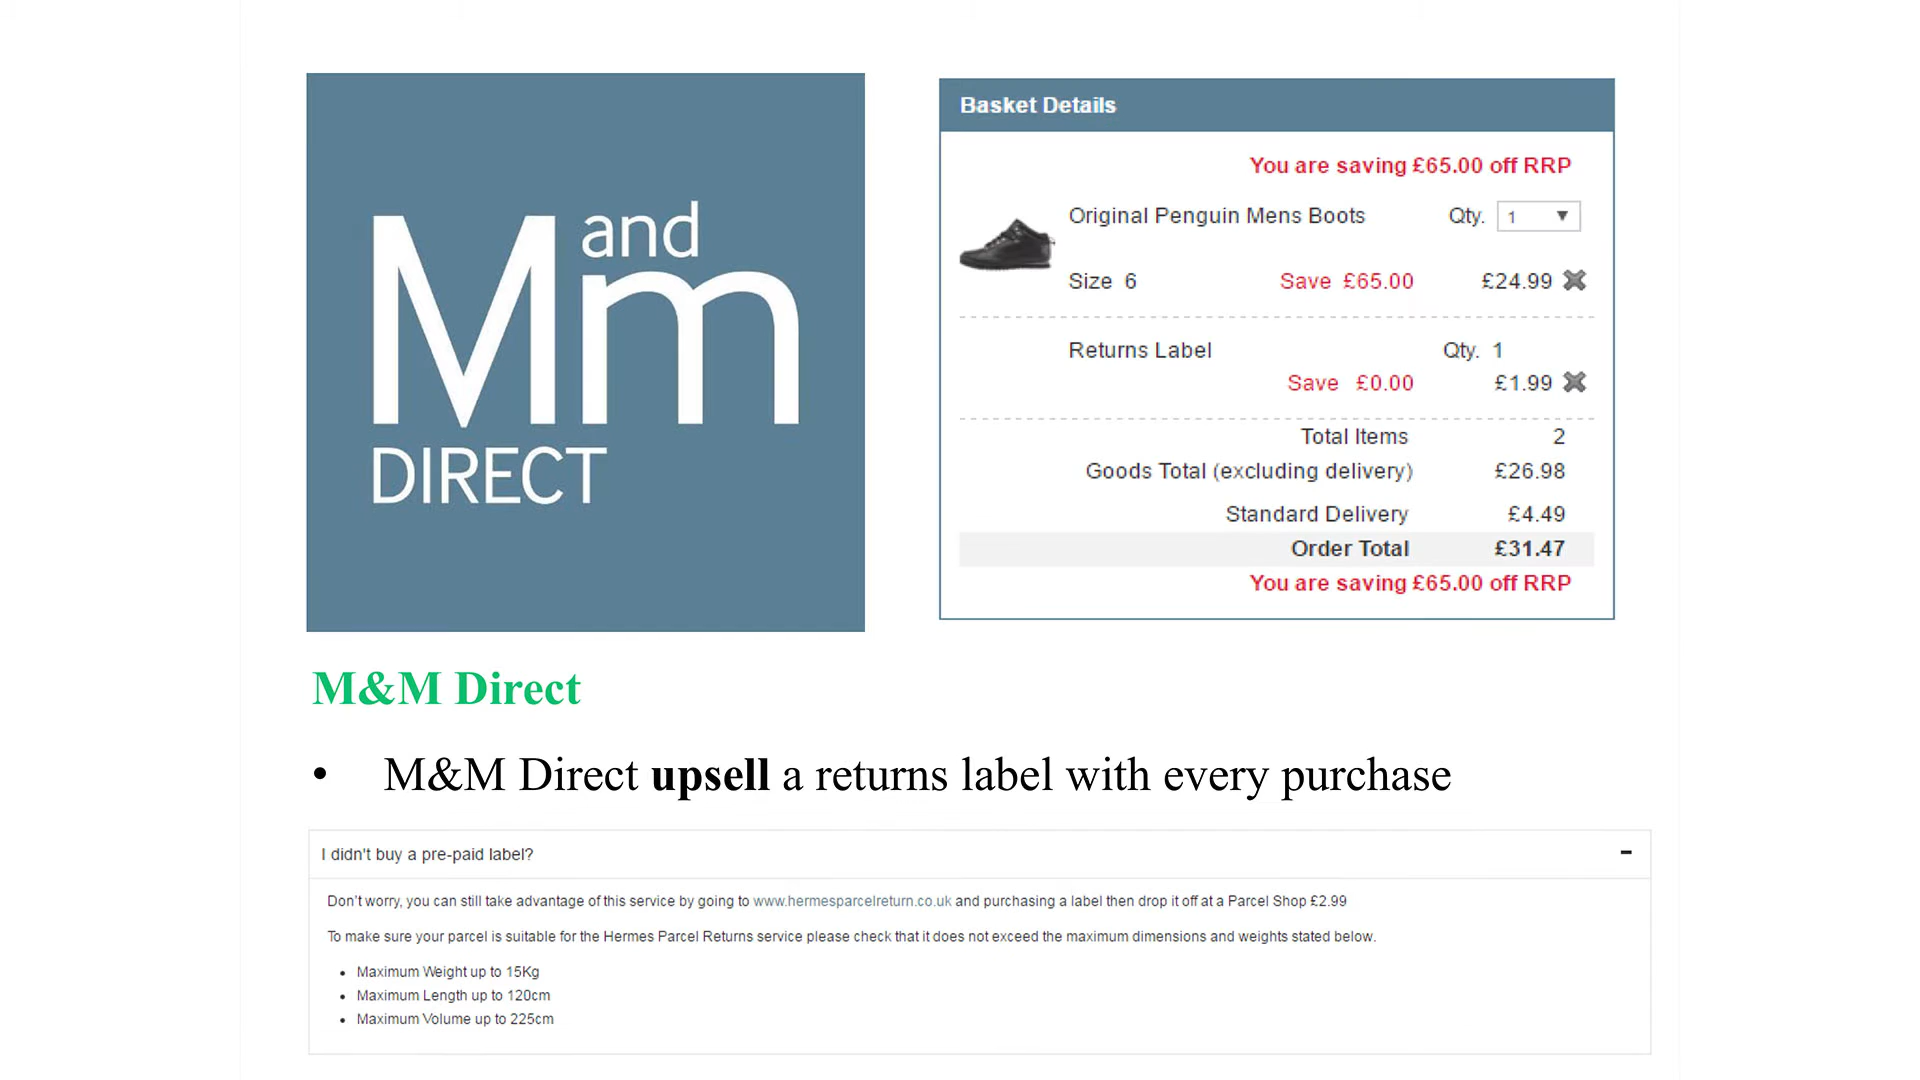 M and m
DIRECT
Basket Details
You are saving £65.00 off RRP
Original Penguin Mens Boots Qty. 1
Size 6 Save £65.00 £24.99
Returns Label Qty. 1
Save £0.00 £1.99
Total Items 2
Goods Total (excluding delivery) £26.98
Standard Delivery £4.49
Order Total £31.47
You are saving £65.00 off RRP
M&M Direct
• M&M Direct upsell a returns label with every purchase
I didn't buy a pre-paid label? -
Don't worry, you can still take advantage of this service by going to www.hermesparcelreturn.co.uk and purchasing a label then drop it off at a Parcel Shop £2.99
To make sure your parcel is suitable for the Hermes Parcel Returns service please check that it does not exceed the maximum dimensions and weights stated below.
• Maximum Weight up to 15Kg
• Maximum Length up to 120cm
• Maximum Volume up to 225cm